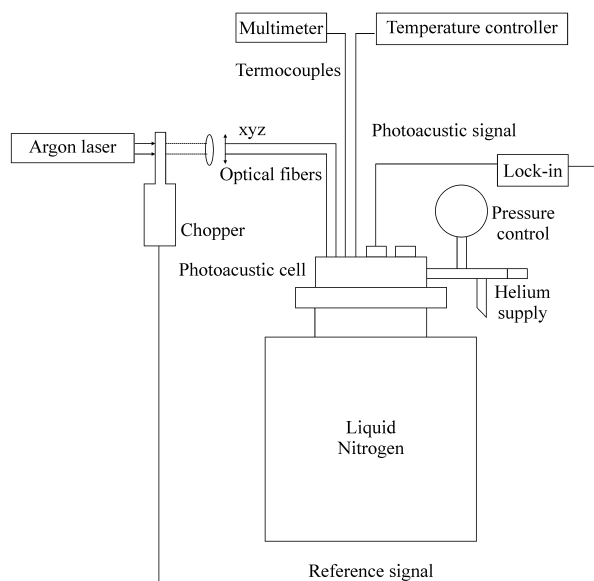 Multimeter
Temperature controller
Termocouples
xyz
Photoacustic signal
Argon laser
Lock-in
Optical fibers
Pressure
control
Chopper
Photoacustic cell
Helium
supply
Liquid
Nitrogen
Reference signal